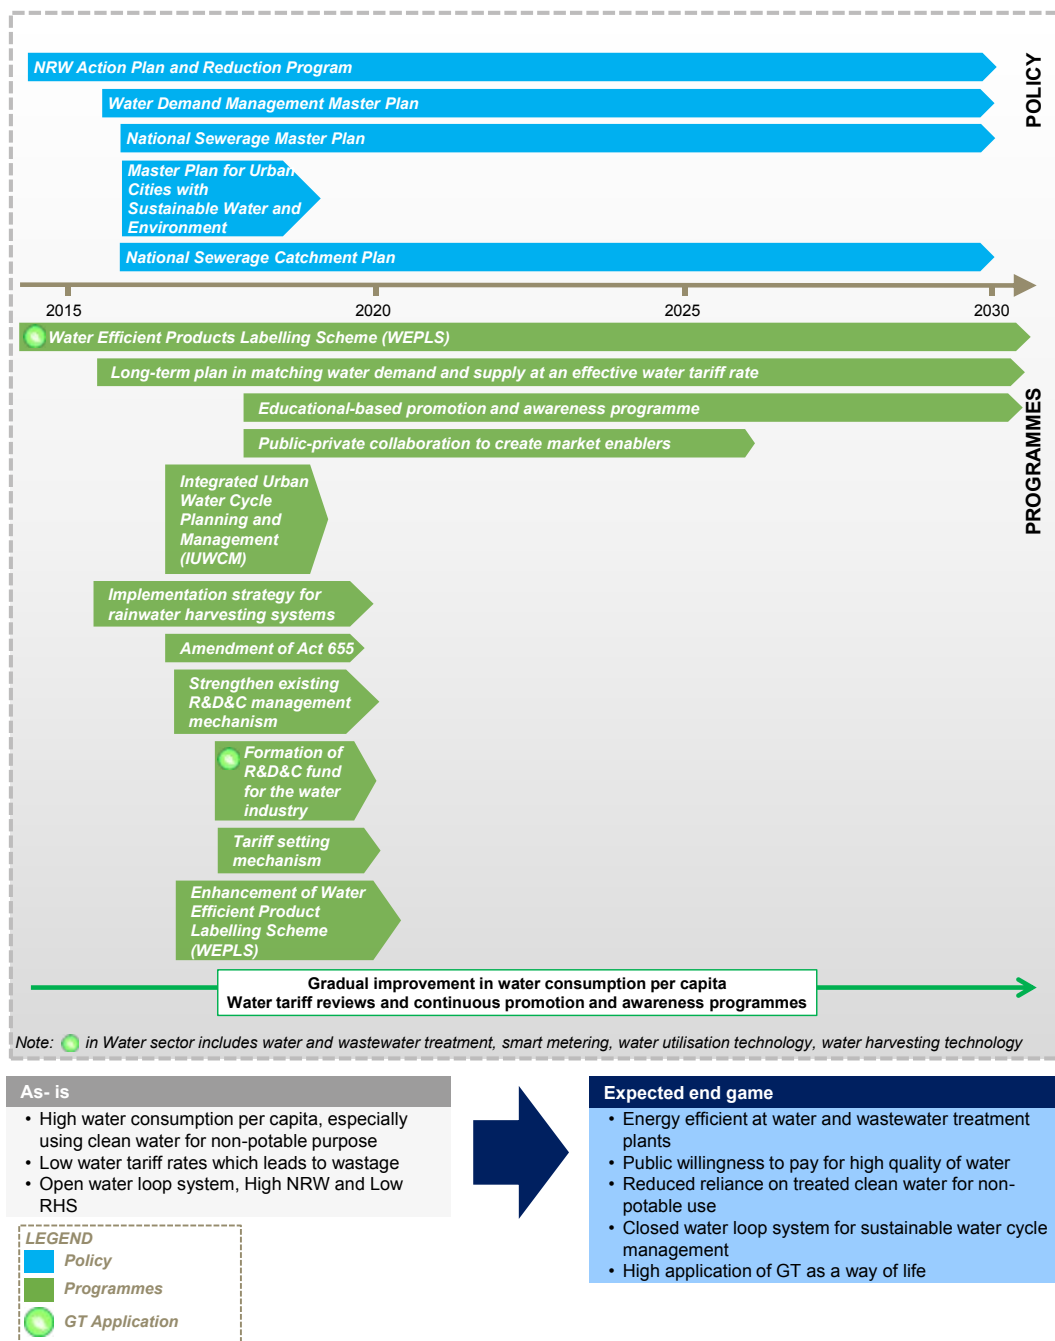 NRW Action Plan and Reduction Program
Water Demand Management Master Plan
National Sewerage Master Plan
Master Plan for Urban
Cities with
Sustainable Water and
Environment
National Sewerage Catchment Plan
POLICY
2015 2020 2025 2030
Water Efficient Products Labelling Scheme (WEPLS)
Long-term plan in matching water demand and supply at an effective water tariff rate
Educational-based promotion and awareness programme
Public-private collaboration to create market enablers
Integrated Urban
Water Cycle
Planning and
Management
(IUWCM)
Implementation strategy for
rainwater harvesting systems
Amendment of Act 655
Strengthen existing
R&D&C management
mechanism
Formation of
R&D&C fund
for the water
industry
Tariff setting
mechanism
Enhancement of Water
Efficient Product
Labelling Scheme
(WEPLS)
PROGRAMMES
Gradual improvement in water consumption per capita
Water tariff reviews and continuous promotion and awareness programmes
Note: in Water sector includes water and wastewater treatment, smart metering, water utilisation technology, water harvesting technology
As- is
• High water consumption per capita, especially
using clean water for non-potable purpose
• Low water tariff rates which leads to wastage
• Open water loop system, High NRW and Low
RHS
Expected end game
• Energy efficient at water and wastewater treatment
plants
• Public willingness to pay for high quality of water
• Reduced reliance on treated clean water for non-
potable use
• Closed water loop system for sustainable water cycle
management
• High application of GT as a way of life
LEGEND
Policy
Programmes
GT Application